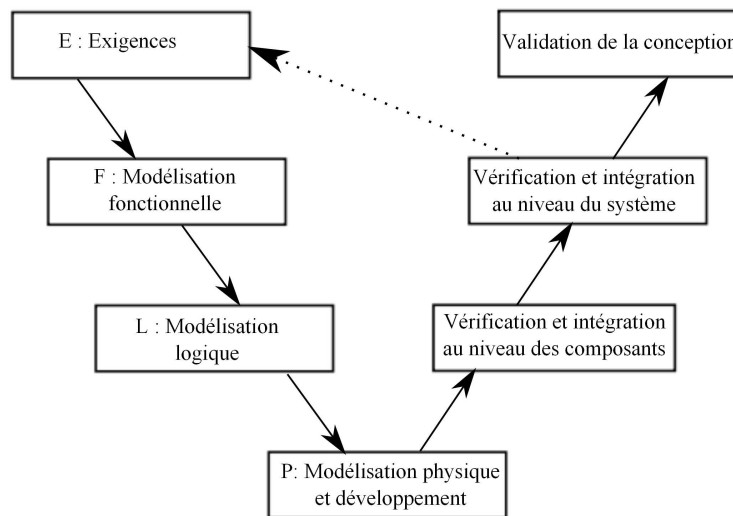 E : Exigences
Validation de la conception
F : Modélisation
fonctionnelle
Vérification et intégration
au niveau du système
L : Modélisation
logique
Vérification et intégration
au niveau des composants
P: Modélisation physique
et développement